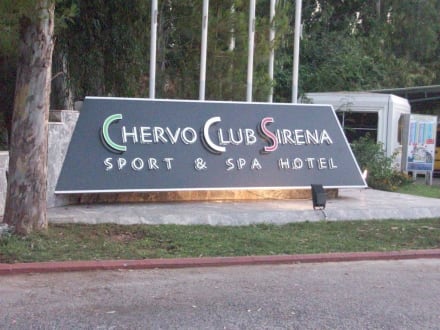 CHERVO CLUB SIRENA
SPORT & SPA HOTEL